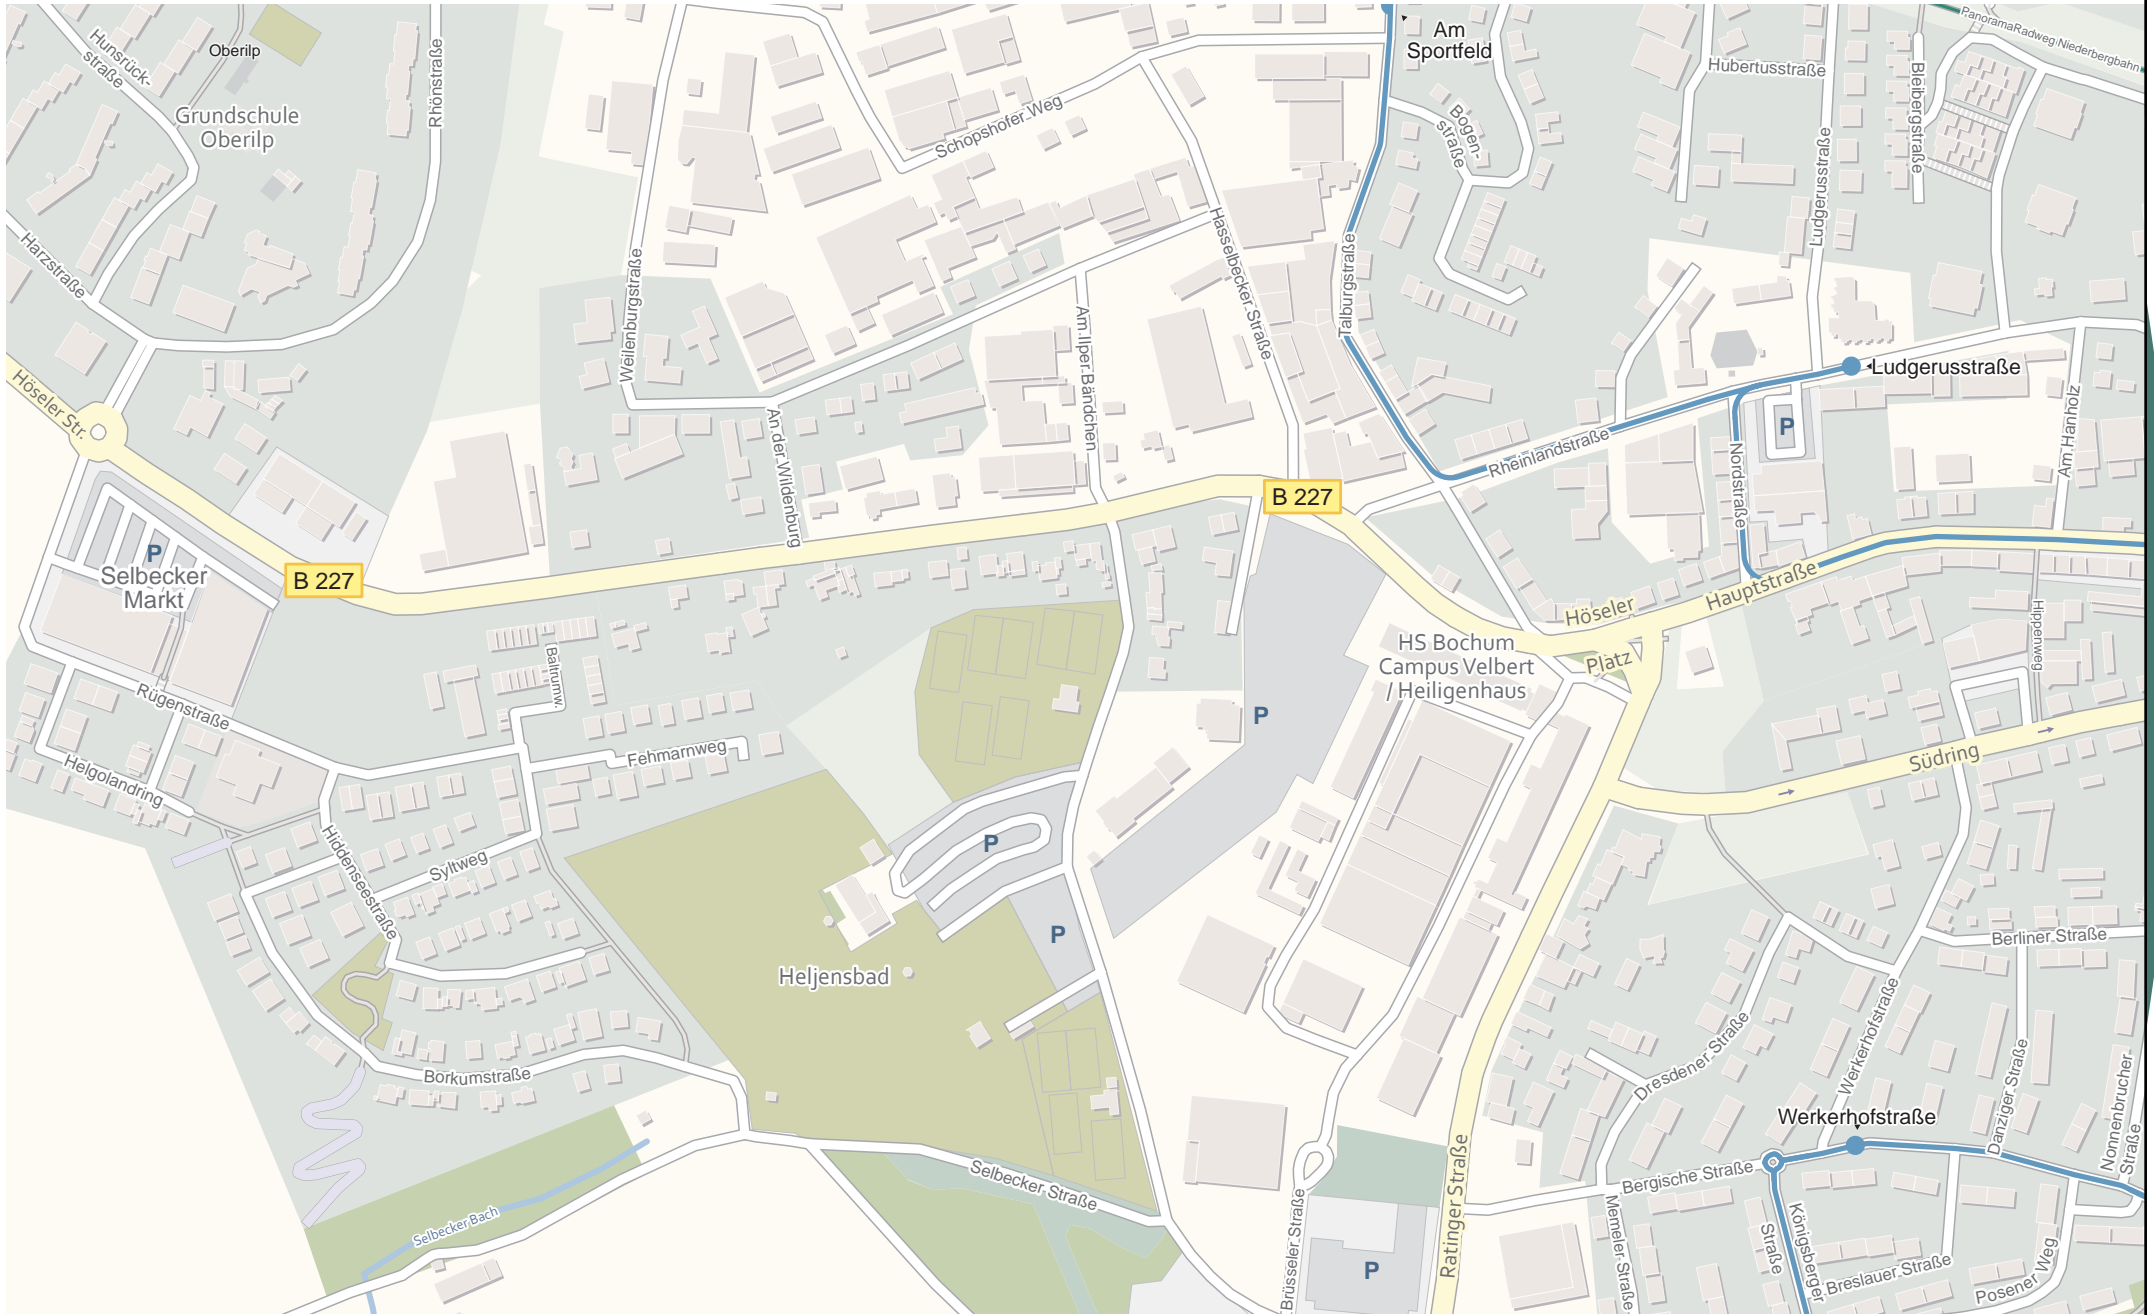 Am
Sportfeld
PanoramaRadweg Niederbergbahn
Hunsrück-
straße
Oberilp
Rhönstraße
Grundschule
Oberilp
Schopshofer Weg
Bogen-
straße
Hubertusstraße
Bleibergstraße
Ludgerusstraße
Harzstraße
Weilenburgstraße
Hasselbecker Straße
Talburgstraße
Am Ilper Bändchen
Ludgerusstraße
Höseler Str.
An der Wildenburg
Rheinlandstraße
Nordstraße
P
Am Hanholz
B 227
B 227
P
Selbecker
Markt
Hauptstraße
Höseler
Platz
Hippenweg
HS Bochum
Campus Velbert
/ Heiligenhaus
Baltrumw.
Rügenstraße
P
Fehmarnweg
Helgolandring
Südring
Hiddenseestraße
Syltweg
P
P
Berliner Straße
Heljensbad
Borkumstraße
Dresdener Straße
Werkerhofstraße
Danziger Straße
Nonnenbrucher
Straße
Werkerhofstraße
Selbecker Straße
Selbecker Bach
Bergische Straße
Ratinger Straße
Brüsseler Straße
P
Memeler Straße
Königsberger
Straße
Breslauer Straße
Posener Weg